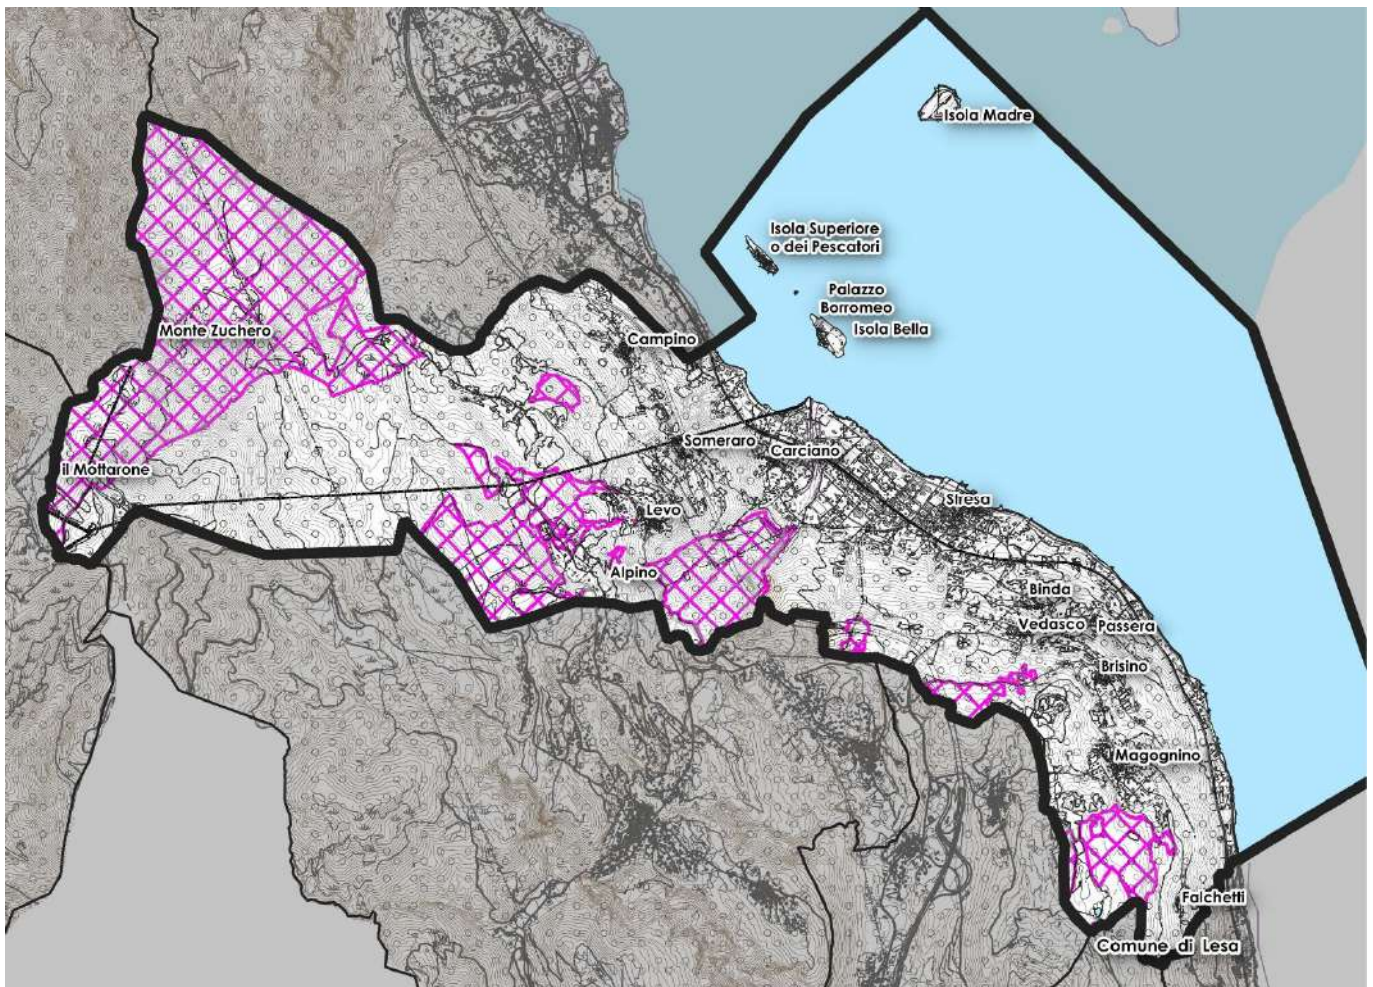 Isola Madre
Isola Superiore
o dei Pescatori
Palazzo
Borromeo
Isola Bella
Monte Zuchero
Campino
Someraro
Carciano
il Mottarone
Stresa
Levo
Alpino
Binda
Vedasco
Passera
Brisino
Magognino
Falchetti
Comune di Lesa